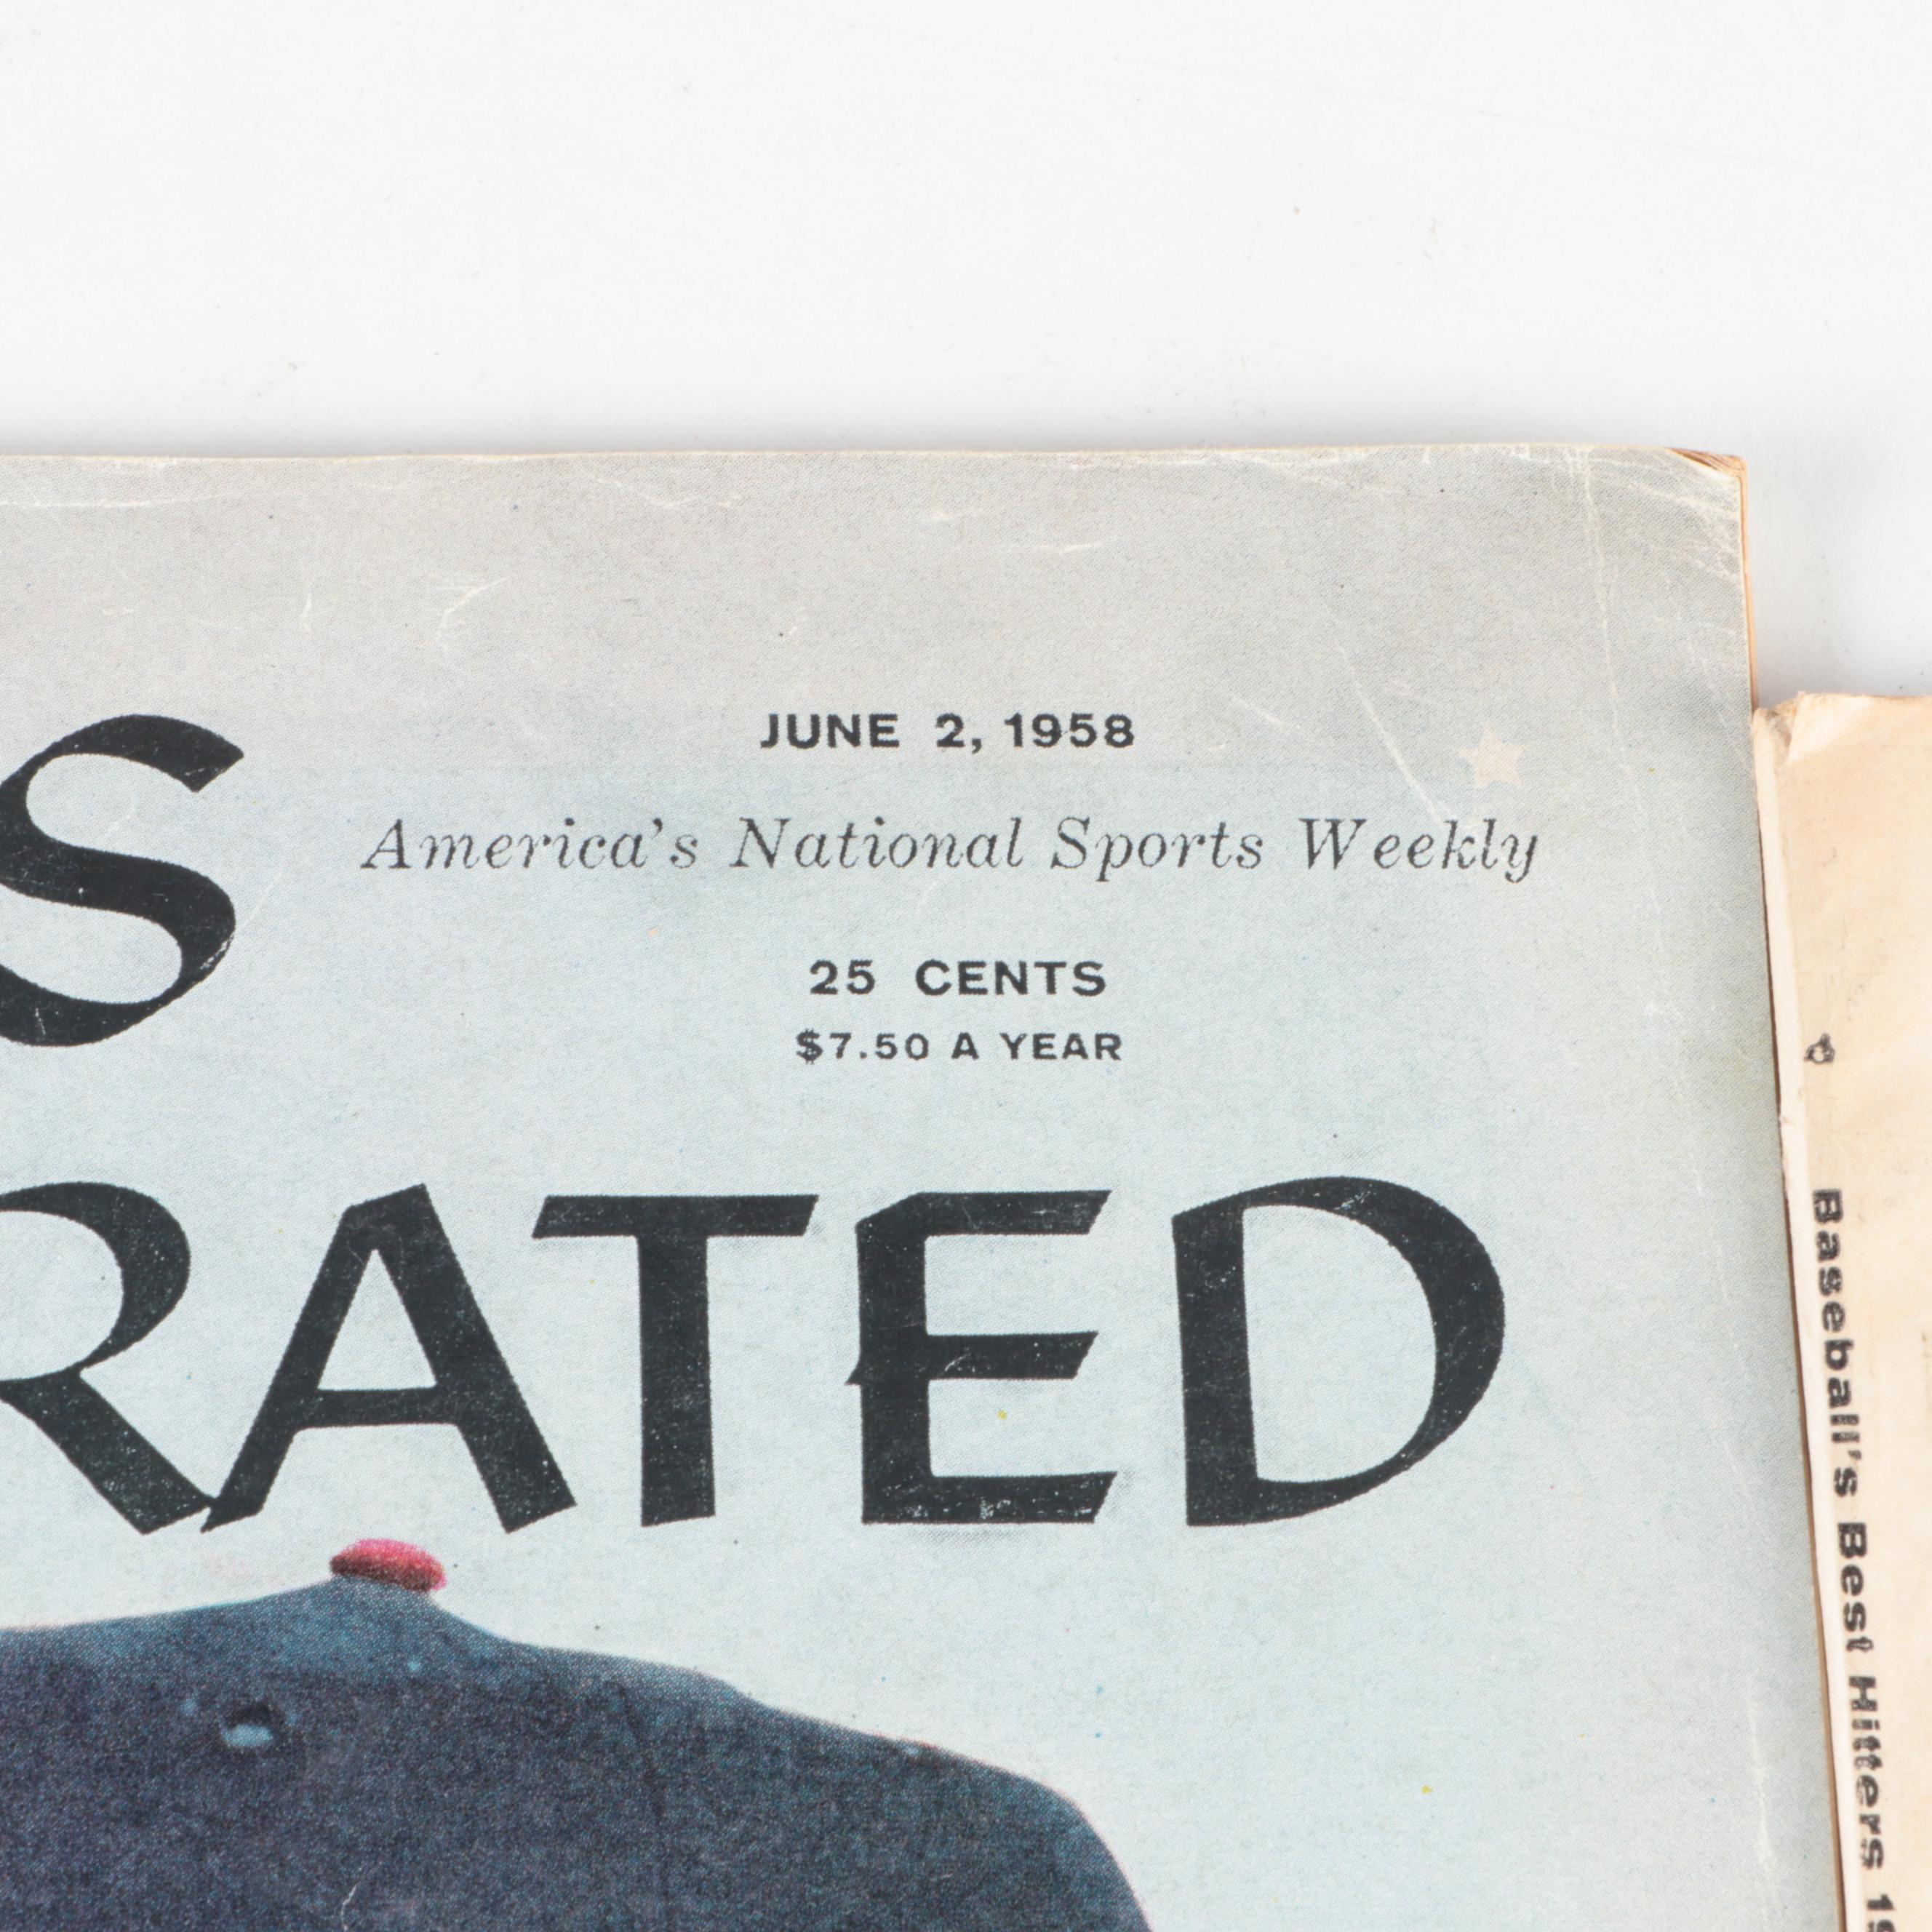 S
JUNE 2, 1958
America's National Sports Weekly
25 CENTS
$7.50 A YEAR
RATED
Baseball's Best Hitters